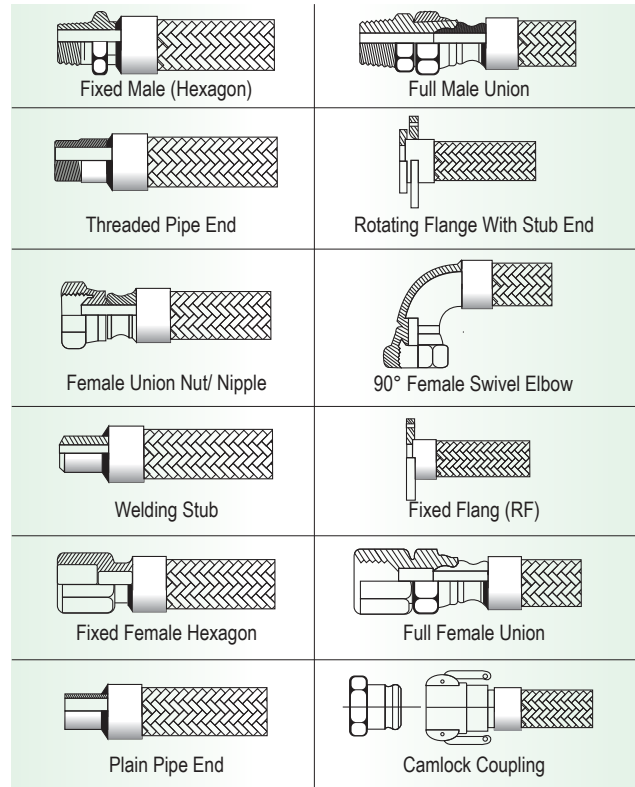 Fixed Male (Hexagon)
Full Male Union
Threaded Pipe End
Rotating Flange With Stub End
Female Union Nut/ Nipple
90° Female Swivel Elbow
Welding Stub
Fixed Flang (RF)
Fixed Female Hexagon
Full Female Union
Plain Pipe End
Camlock Coupling